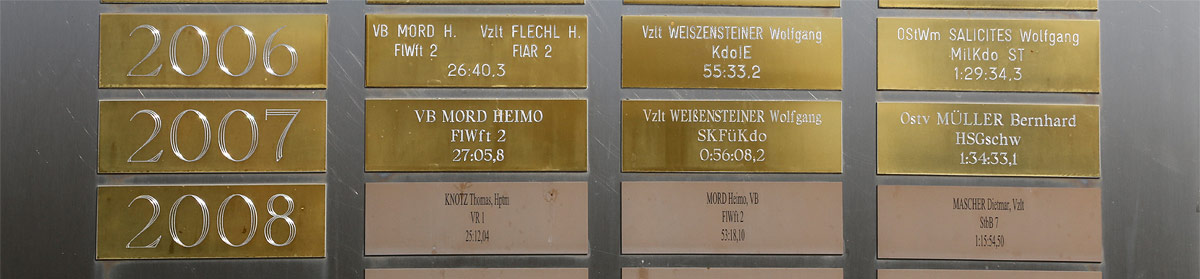 2006
VB MORD H. Vzlt FLECHL H.
FlWft 2 FlAR 2
26:40,3
Vzlt WEISZENSTEINER Wolfgang
KdoIE
55:33,2
OStWm SALICITES Wolfgang
MilKdo ST
1:29:34,3
2007
VB MORD HEIMO
FlWft 2
27:05,8
Vzlt WEIßENSTEINER Wolfgang
SKFüKdo
0:56:08,2
Ostv MÜLLER Bernhard
HSGschw
1:34:33,1
2008
KNOTZ Thomas, Hptm
VR 1
25:12,04
MORD Heimo, VB
FlWft 2
53:18,10
MASCHER Dietmar, Vzlt
StbB 7
1:15:54,50